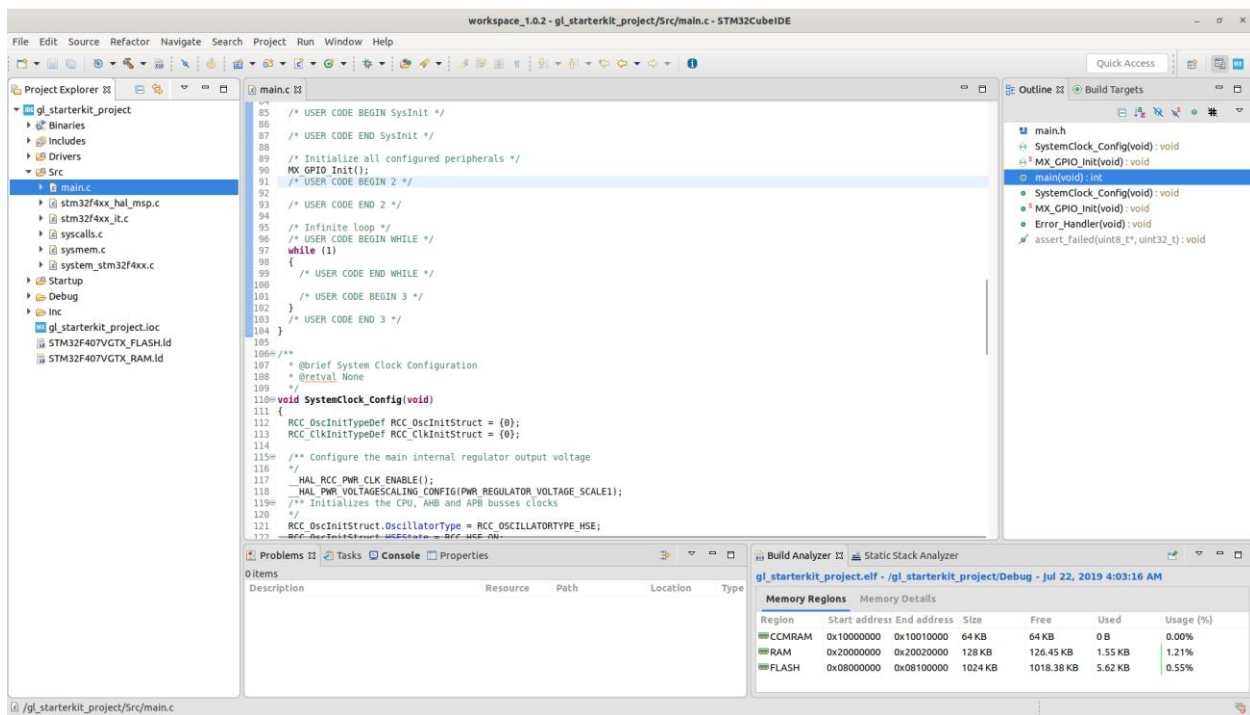 workspace_1.0.2 - gl_starterkit_project/Src/main.c - STM32CubeIDE
File Edit Source Refactor Navigate Search Project Run Window Help
Quick Access
Project Explorer
gl_starterkit_project
Binaries
Includes
Drivers
Src
main.c
stm32f4xx_hal_msp.c
stm32f4xx_it.c
syscalls.c
sysmem.c
system_stm32f4xx.c
Startup
Debug
Inc
gl_starterkit_project.ioc
STM32F407VGTX_FLASH.ld
STM32F407VGTX_RAM.ld
main.c
84
85 /* USER CODE BEGIN SysInit */
86
87 /* USER CODE END SysInit */
88
89 /* Initialize all configured peripherals */
90 MX_GPIO_Init();
91 /* USER CODE BEGIN 2 */
92
93 /* USER CODE END 2 */
94
95 /* Infinite loop */
96 /* USER CODE BEGIN WHILE */
97 while (1)
98 {
99 /* USER CODE END WHILE */
100
101 /* USER CODE BEGIN 3 */
102 }
103 /* USER CODE END 3 */
104 }
105
106 /**
107 * @brief System Clock Configuration
108 * @retval None
109 */
110 void SystemClock_Config(void)
111 {
112 RCC_OscInitTypeDef RCC_OscInitStruct = {0};
113 RCC_ClkInitTypeDef RCC_ClkInitStruct = {0};
114
115 /** Configure the main internal regulator output voltage
116 */
117 __HAL_RCC_PWR_CLK_ENABLE();
118 __HAL_PWR_VOLTAGESCALING_CONFIG(PWR_REGULATOR_VOLTAGE_SCALE1);
119 /** Initializes the CPU, AHB and APB busses clocks
120 */
121 RCC_OscInitStruct.OscillatorType = RCC_OSCILLATORTYPE_HSE;
122 RCC_OscInitStruct.HSEState = RCC_HSE_ON;
Outline Build Targets
main.h
SystemClock_Config(void) : void
S MX_GPIO_Init(void) : void
main(void) : int
SystemClock_Config(void) : void
S MX_GPIO_Init(void) : void
Error_Handler(void) : void
assert_failed(uint8_t*, uint32_t) : void
Problems Tasks Console Properties
0 items
Description Resource Path Location Type
Build Analyzer Static Stack Analyzer
gl_starterkit_project.elf - /gl_starterkit_project/Debug - Jul 22, 2019 4:03:16 AM
Memory Regions Memory Details
Region Start address End address Size Free Used Usage (%)
CCMRAM 0x10000000 0x10010000 64 KB 64 KB 0 B 0.00%
RAM 0x20000000 0x20020000 128 KB 126.45 KB 1.55 KB 1.21%
FLASH 0x08000000 0x08100000 1024 KB 1018.38 KB 5.62 KB 0.55%
/gl_starterkit_project/Src/main.c